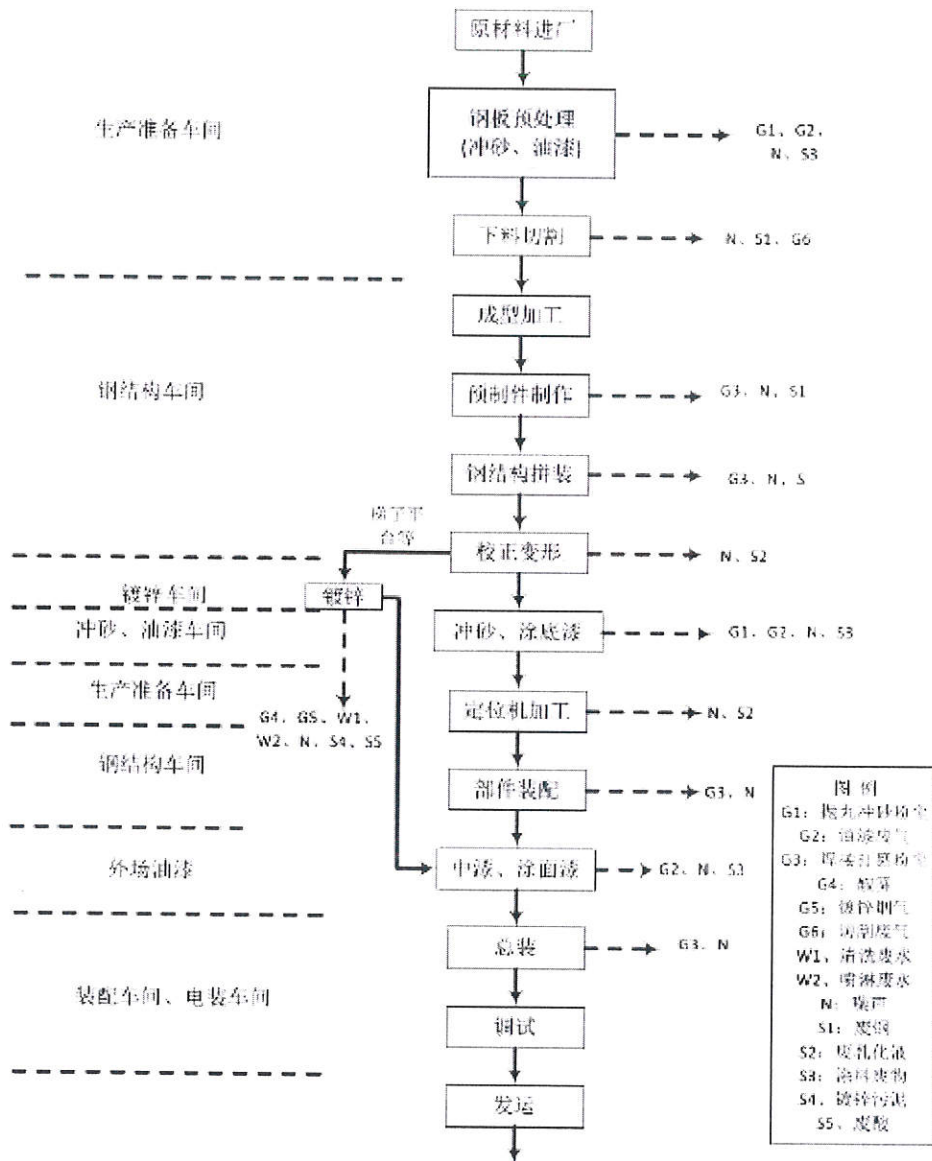 原材料进厂
生产准备车间
钢板预处理
(冲砂、油漆)
G1、G2、
N、S3
下料切割
N、S1、G6
成型加工
钢结构车间
预制件制作
G3、N、S1
钢结构拼装
G3、N、S
台等
校正变形
N、S2
镀锌车间
镀锌
冲砂、油漆车间
冲砂、涂底漆
G1、G2、N、S3
生产准备车间
定位机加工
N、S2
G4、G5、W1、
W2、N、S4、S5
钢结构车间
部件装配
G3、N
外场油漆
中漆、涂面漆
G2、N、S3
总装
G3、N
装配车间、电装车间
调试
发运
图例
G1：抛丸冲砂粉尘
G2：油漆废气
G3：焊接打磨粉尘
G4：酸雾
G5：镀锌烟气
G6：切割废气
W1、清洗废水
W2、喷淋废水
N：噪声
S1：废钢
S2：废乳化液
S3：涂料废物
S4、镀锌污泥
S5、废酸